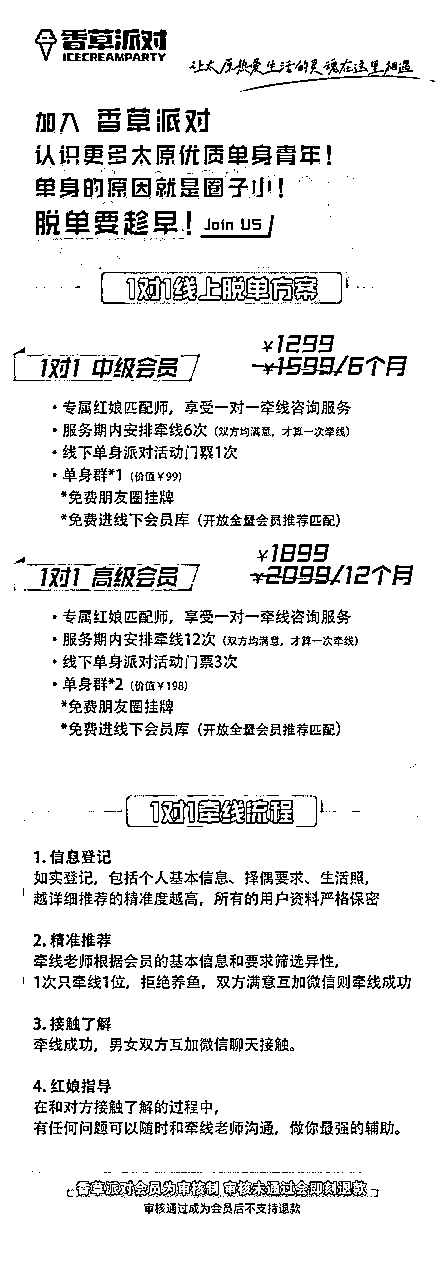 香草派对
ICECREAMPARTY
让太原热爱生活的灵魂在这里相遇
加入 香草派对
认识更多太原优质单身青年！
单身的原因就是圈子小！
脱单要趁早！Join US
1对1线上脱单方案
¥1299
1对1 中级会员 ¥1599/6个月
·专属红娘匹配师，享受一对一牵线咨询服务
·服务期内安排牵线6次（双方均满意，才算一次牵线）
·线下单身派对活动门票1次
·单身群*1（价值¥99）
*免费朋友圈挂牌
*免费进线下会员库（开放全量会员推荐匹配）
¥1899
1对1 高级会员 ¥2099/12个月
·专属红娘匹配师，享受一对一牵线咨询服务
·服务期内安排牵线12次（双方均满意，才算一次牵线）
·线下单身派对活动门票3次
·单身群*2（价值¥198）
*免费朋友圈挂牌
*免费进线下会员库（开放全量会员推荐匹配）
1对1牵线流程
1. 信息登记
如实登记，包括个人基本信息、择偶要求、生活照，
越详细推荐的精准度越高，所有的用户资料严格保密
2. 精准推荐
牵线老师根据会员的基本信息和要求筛选异性，
1次只牵线1位，拒绝养鱼，双方满意互加微信则牵线成功
3. 接触了解
牵线成功，男女双方互加微信聊天接触。
4. 红娘指导
在和对方接触了解的过程中，
有任何问题可以随时和牵线老师沟通，做你最强的辅助。
香草派对会员为审核制 审核未通过会即刻退款
审核通过成为会员后不支持退款